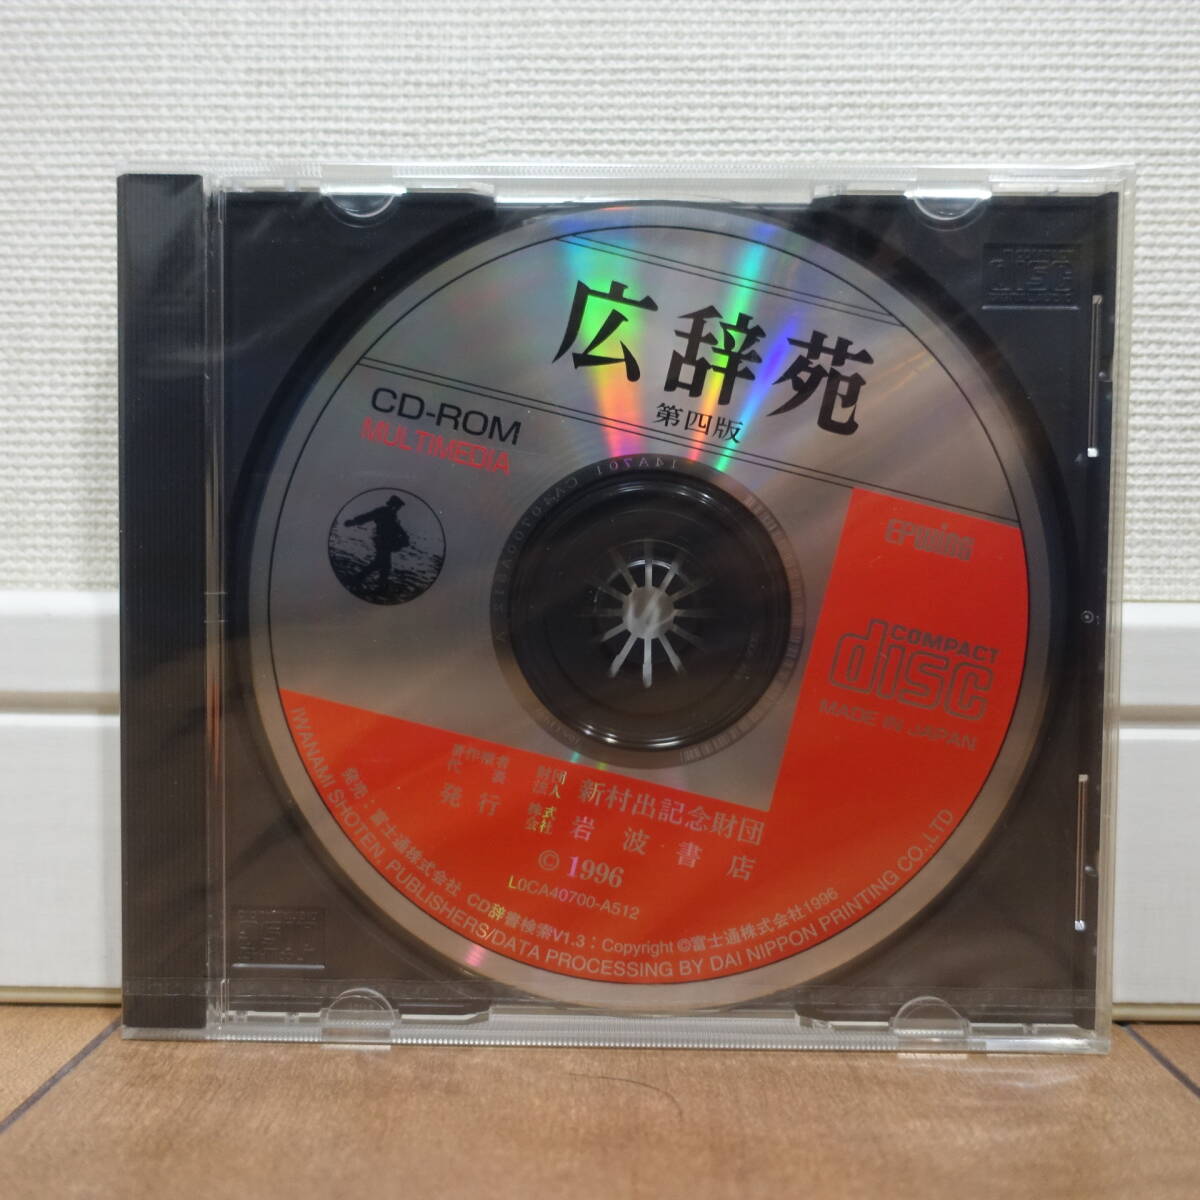 広辞苑
第四版
CD-ROM
MULTIMEDIA
EPWING
COMPACT
disc
MADE IN JAPAN
著作権者
代表
財団
法人
新村出記念財団
発行
株式
会社
岩波書店
© 1996
L0CA40700-A512
発売：富士通株式会社 CD辞書検索V1.3：Copyright ©富士通株式会社1996
IWANAMI SHOTEN, PUBLISHERS/DATA PROCESSING BY DAI NIPPON PRINTING CO.,LTD